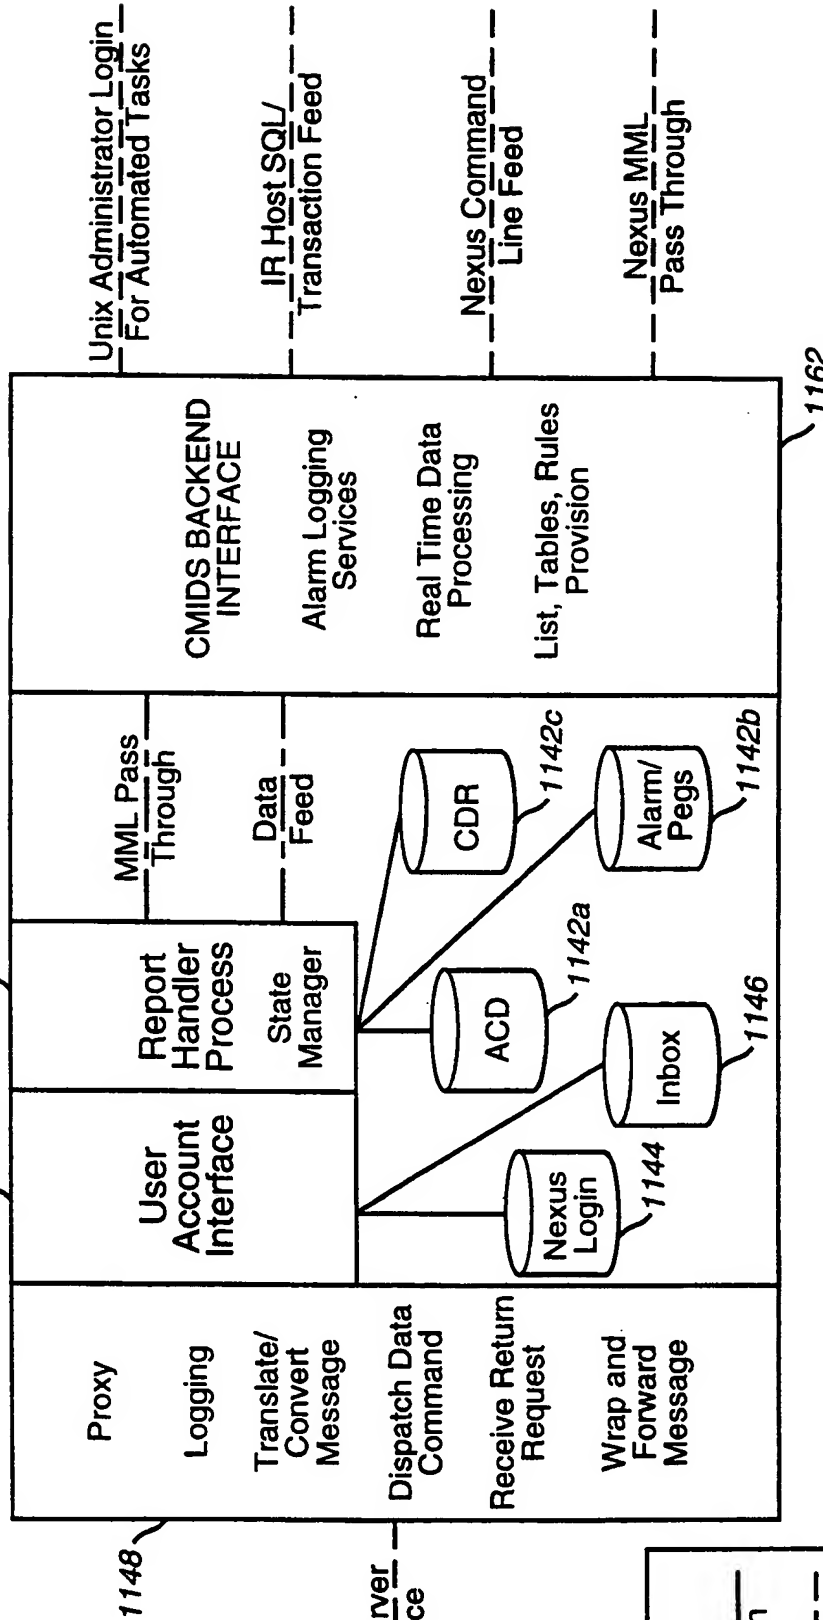 1148
Proxy
Logging
Translate/
Convert
Message
Dispatch Data
Command
Receive Return
Request
Wrap and
Forward
Message
User
Account
Interface
Nexus
Login
1144
Inbox
1146
Report
Handler
Process
State
Manager
ACD
1142a
MML Pass
Through
Data
Feed
CDR
1142c
Alarm/
Pegs
1142b
CMIDS BACKEND
INTERFACE
Alarm Logging
Services
Real Time Data
Processing
List, Tables, Rules
Provision
1162
Unix Administrator Login
For Automated Tasks
IR Host SQL/
Transaction Feed
Nexus Command
Line Feed
Nexus MML
Pass Through